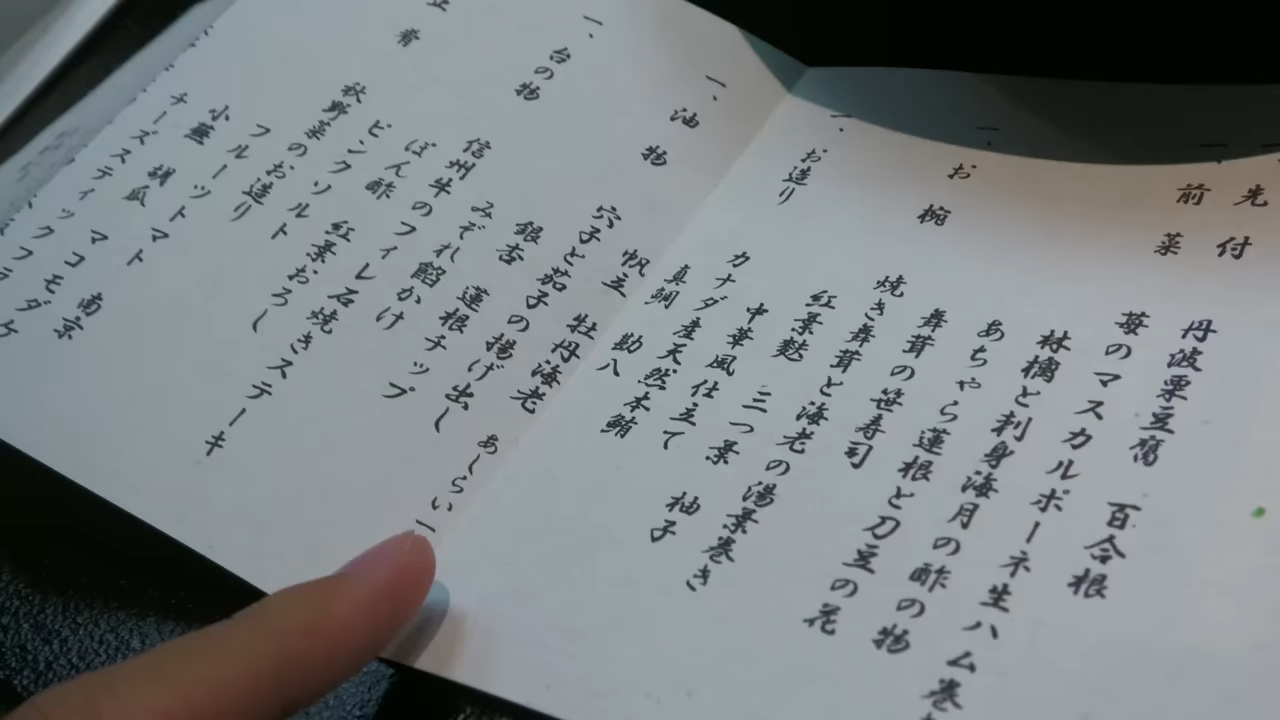 先付
丹波栗豆腐 百合根
一、前菜
苺のマスカルポーネ生ハム巻き
林檎と刺身海月の酢の物
あちゃら蓮根と刀豆の花
舞茸の笹寿司
一、お椀
焼き舞茸と海老の湯葉巻き
紅葉麩 三つ葉 柚子
中華風仕立て
一、お造り
カナダ産天然本鮪
真鯛 勘八
帆立 牡丹海老 あしらい一
一、油物
穴子と茄子の揚げ出し
銀杏 蓮根チップ
みぞれ餡かけ
一、台の物
信州牛のフィレ石焼きステーキ
ぽん酢 紅葉おろし
ピンクソルト
肴
秋野菜のお造り
フルーツトマト
小蕪 胡瓜 マコモダケ
チーズスティック 南京